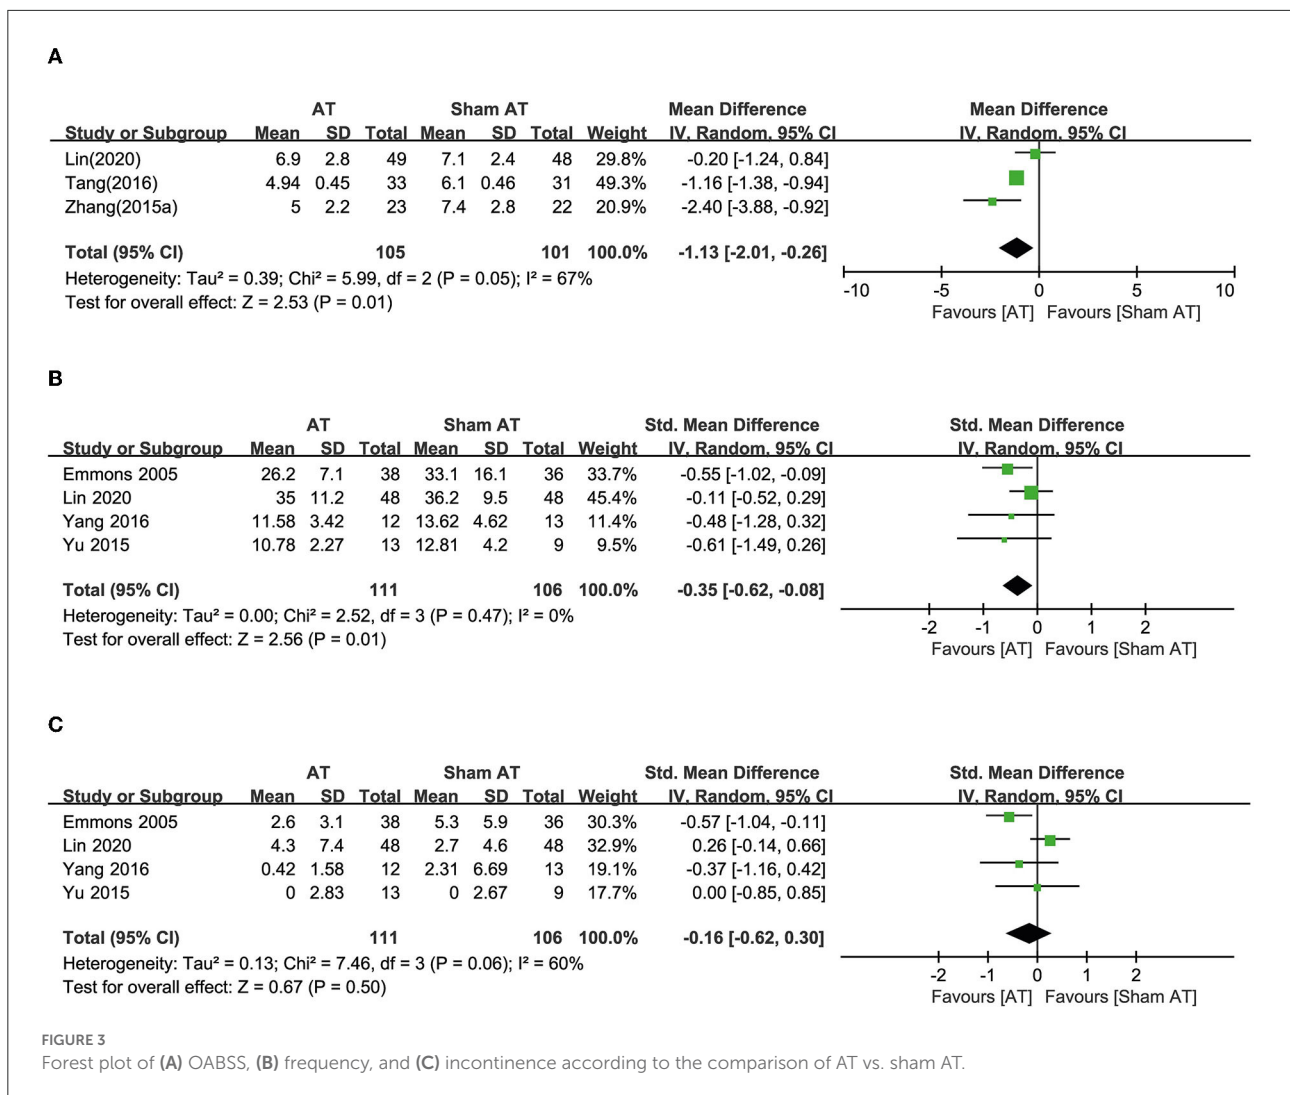 A
AT Sham AT Mean Difference Mean Difference
Study or Subgroup Mean SD Total Mean SD Total Weight IV, Random, 95% CI IV, Random, 95% CI
Lin(2020) 6.9 2.8 49 7.1 2.4 48 29.8% -0.20 [-1.24, 0.84]
Tang(2016) 4.94 0.45 33 6.1 0.46 31 49.3% -1.16 [-1.38, -0.94]
Zhang(2015a) 5 2.2 23 7.4 2.8 22 20.9% -2.40 [-3.88, -0.92]
Total (95% CI) 105 101 100.0% -1.13 [-2.01, -0.26]
Heterogeneity: Tau² = 0.39; Chi² = 5.99, df = 2 (P = 0.05); I² = 67%
Test for overall effect: Z = 2.53 (P = 0.01)
-10 -5 0 5 10
Favours [AT] Favours [Sham AT]
B
AT Sham AT Std. Mean Difference Std. Mean Difference
Study or Subgroup Mean SD Total Mean SD Total Weight IV, Random, 95% CI IV, Random, 95% CI
Emmons 2005 26.2 7.1 38 33.1 16.1 36 33.7% -0.55 [-1.02, -0.09]
Lin 2020 35 11.2 48 36.2 9.5 48 45.4% -0.11 [-0.52, 0.29]
Yang 2016 11.58 3.42 12 13.62 4.62 13 11.4% -0.48 [-1.28, 0.32]
Yu 2015 10.78 2.27 13 12.81 4.2 9 9.5% -0.61 [-1.49, 0.26]
Total (95% CI) 111 106 100.0% -0.35 [-0.62, -0.08]
Heterogeneity: Tau² = 0.00; Chi² = 2.52, df = 3 (P = 0.47); I² = 0%
Test for overall effect: Z = 2.56 (P = 0.01)
-2 -1 0 1 2
Favours [AT] Favours [Sham AT]
C
AT Sham AT Std. Mean Difference Std. Mean Difference
Study or Subgroup Mean SD Total Mean SD Total Weight IV, Random, 95% CI IV, Random, 95% CI
Emmons 2005 2.6 3.1 38 5.3 5.9 36 30.3% -0.57 [-1.04, -0.11]
Lin 2020 4.3 7.4 48 2.7 4.6 48 32.9% 0.26 [-0.14, 0.66]
Yang 2016 0.42 1.58 12 2.31 6.69 13 19.1% -0.37 [-1.16, 0.42]
Yu 2015 0 2.83 13 0 2.67 9 17.7% 0.00 [-0.85, 0.85]
Total (95% CI) 111 106 100.0% -0.16 [-0.62, 0.30]
Heterogeneity: Tau² = 0.13; Chi² = 7.46, df = 3 (P = 0.06); I² = 60%
Test for overall effect: Z = 0.67 (P = 0.50)
-2 -1 0 1 2
Favours [AT] Favours [Sham AT]
FIGURE 3
Forest plot of (A) OABSS, (B) frequency, and (C) incontinence according to the comparison of AT vs. sham AT.